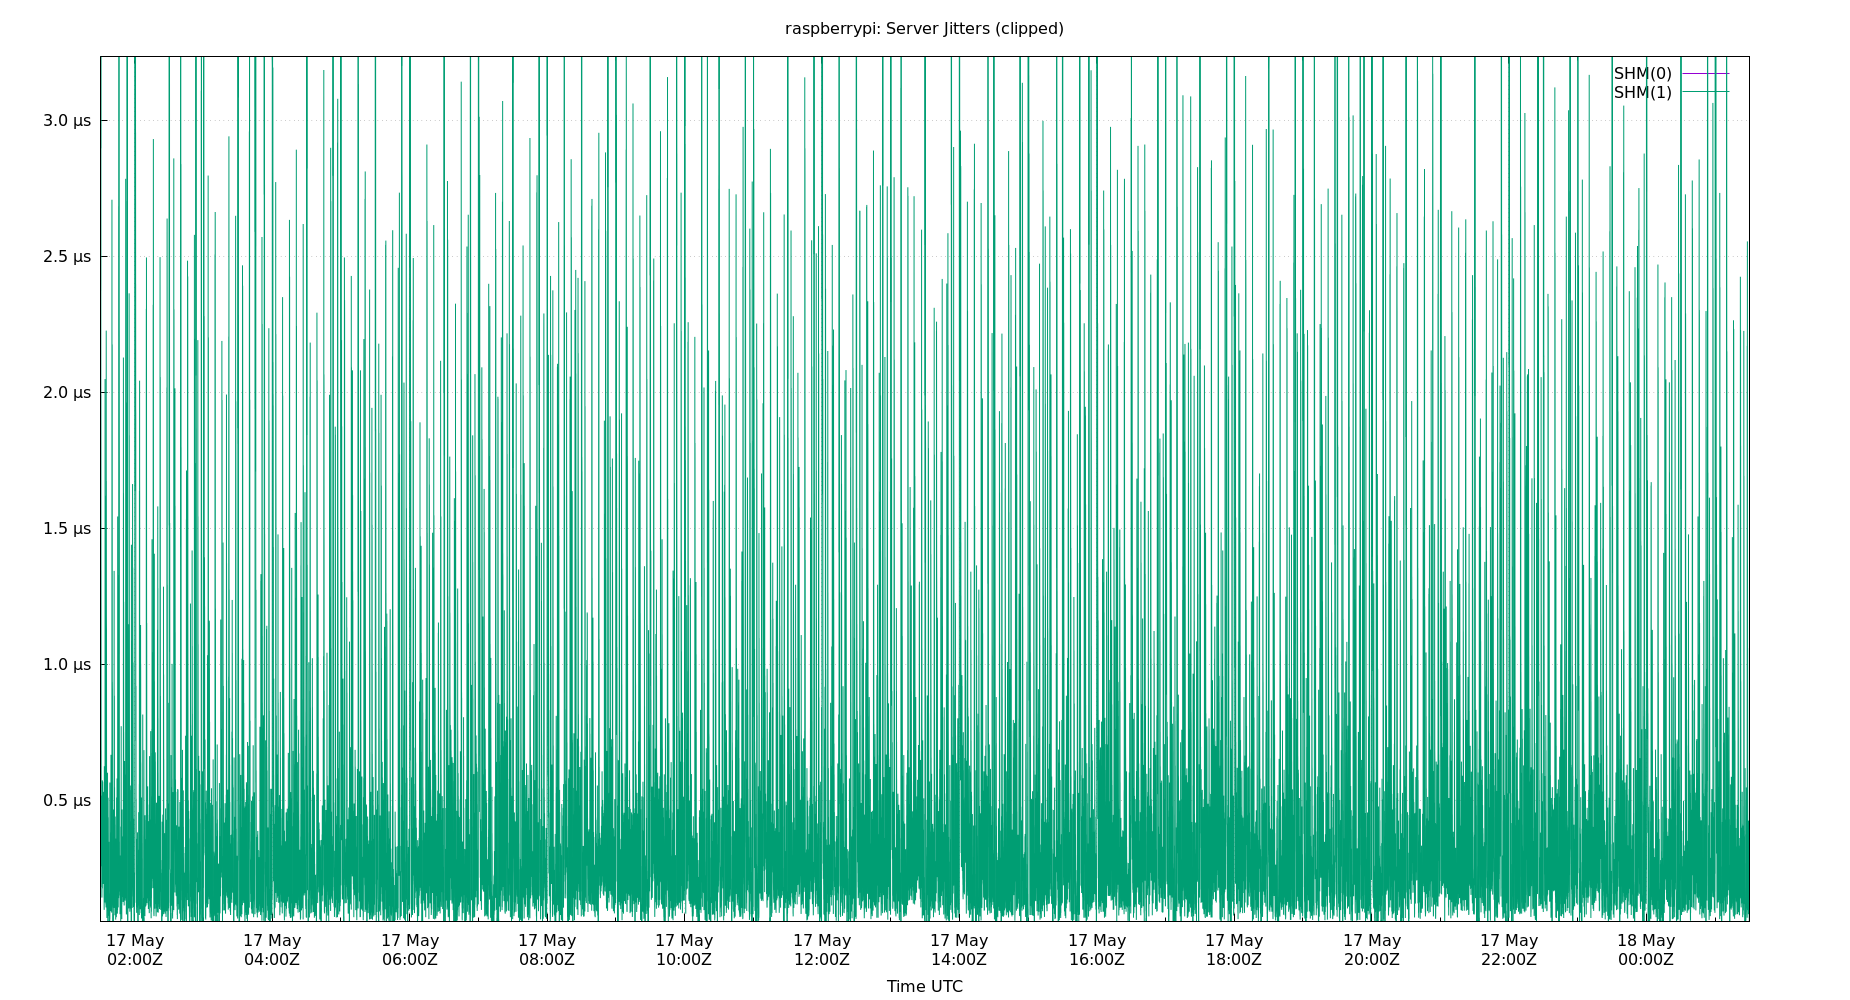 raspberrypi: Server Jitters (clipped)
SHM(0)
SHM(1)
3.0 µs
2.5 µs
2.0 µs
1.5 µs
1.0 µs
0.5 µs
17 May 17 May 17 May 17 May 17 May 17 May 17 May 17 May 17 May 17 May 17 May 18 May
02:00Z 04:00Z 06:00Z 08:00Z 10:00Z 12:00Z 14:00Z 16:00Z 18:00Z 20:00Z 22:00Z 00:00Z
Time UTC